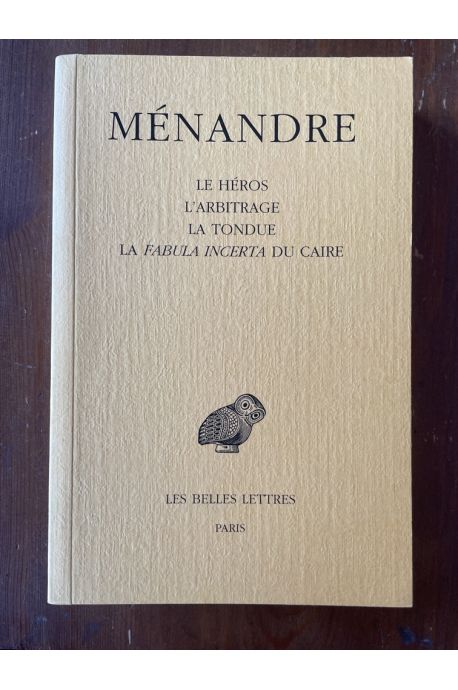 MÉNANDRE
LE HÉROS
L'ARBITRAGE
LA TONDUE
LA FABULA INCERTA DU CAIRE
LES BELLES LETTRES
PARIS